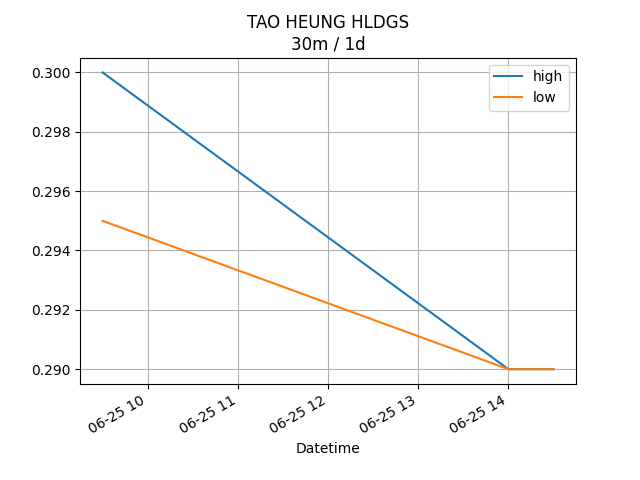 TAO HEUNG HLDGS
30m / 1d
high
low
0.300
0.298
0.296
0.294
0.292
0.290
06-25 10
06-25 11
06-25 12
06-25 13
06-25 14
Datetime